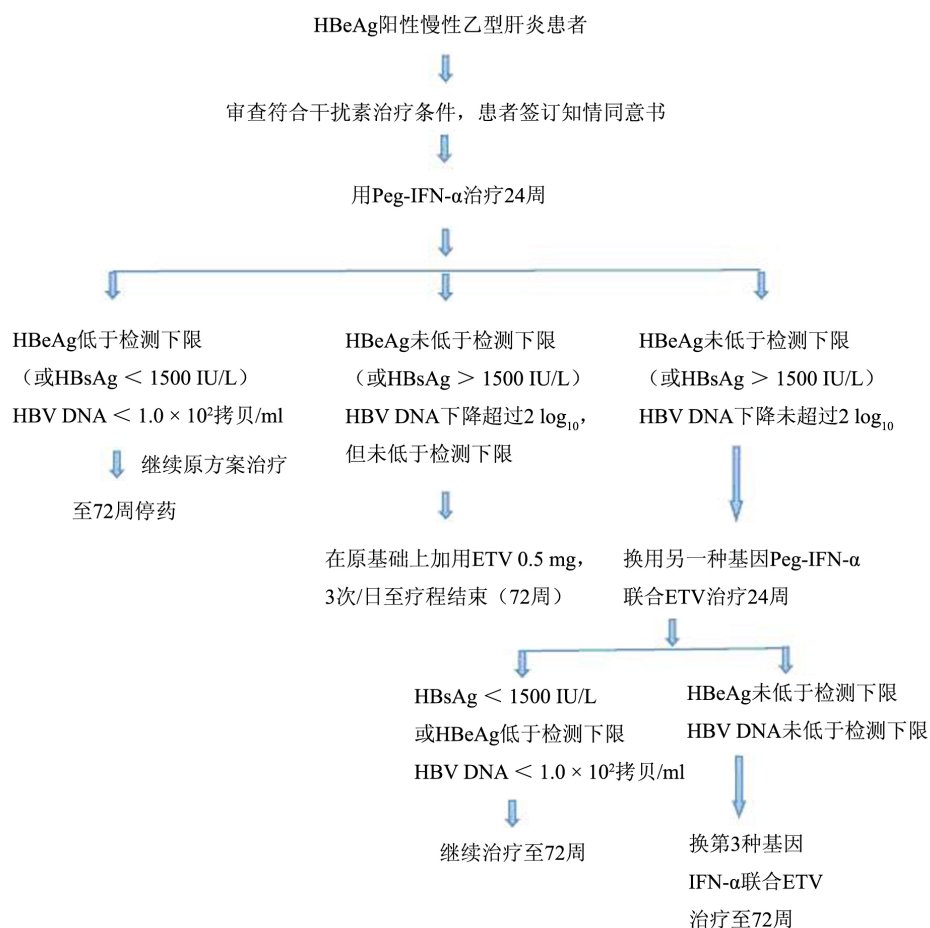 HBeAg阳性慢性乙型肝炎患者
审查符合干扰素治疗条件，患者签订知情同意书
用Peg-IFN-α治疗24周
HBeAg低于检测下限
（或HBsAg < 1500 IU/L）
HBV DNA < 1.0 × 10²拷贝/ml
继续原方案治疗
至72周停药
HBeAg未低于检测下限
（或HBsAg > 1500 IU/L）
HBV DNA下降超过2 log₁₀，
但未低于检测下限
在原基础上加用ETV 0.5 mg，
3次/日至疗程结束（72周）
HBeAg未低于检测下限
（或HBsAg > 1500 IU/L）
HBV DNA下降未超过2 log₁₀
换用另一种基因Peg-IFN-α
联合ETV治疗24周
HBsAg < 1500 IU/L
或HBeAg低于检测下限
HBV DNA < 1.0 × 10²拷贝/ml
继续治疗至72周
HBeAg未低于检测下限
HBV DNA未低于检测下限
换第3种基因
IFN-α联合ETV
治疗至72周